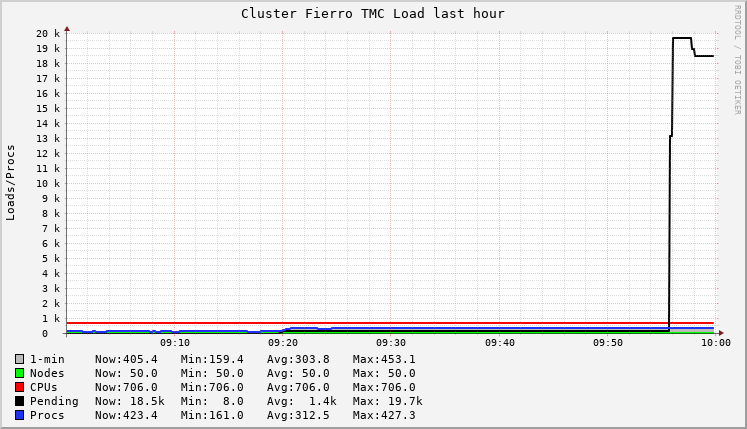 Cluster Fierro TMC Load last hour
RRDTOOL / TOBI OETIKER
Loads/Procs
20 k
19 k
18 k
17 k
16 k
15 k
14 k
13 k
12 k
11 k
10 k
9 k
8 k
7 k
6 k
5 k
4 k
3 k
2 k
1 k
0
09:10 09:20 09:30 09:40 09:50 10:00
1-min Now:405.4 Min:159.4 Avg:303.8 Max:453.1
Nodes Now: 50.0 Min: 50.0 Avg: 50.0 Max: 50.0
CPUs Now:706.0 Min:706.0 Avg:706.0 Max:706.0
Pending Now: 18.5k Min: 8.0 Avg: 1.4k Max: 19.7k
Procs Now:423.4 Min:161.0 Avg:312.5 Max:427.3